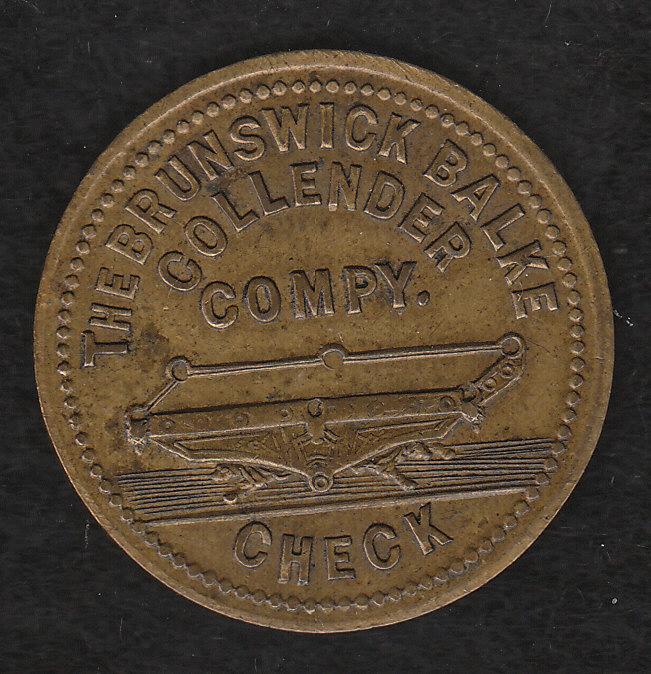 THE BRUNSWICK BALKE
COLLENDER
COMPY.
CHECK